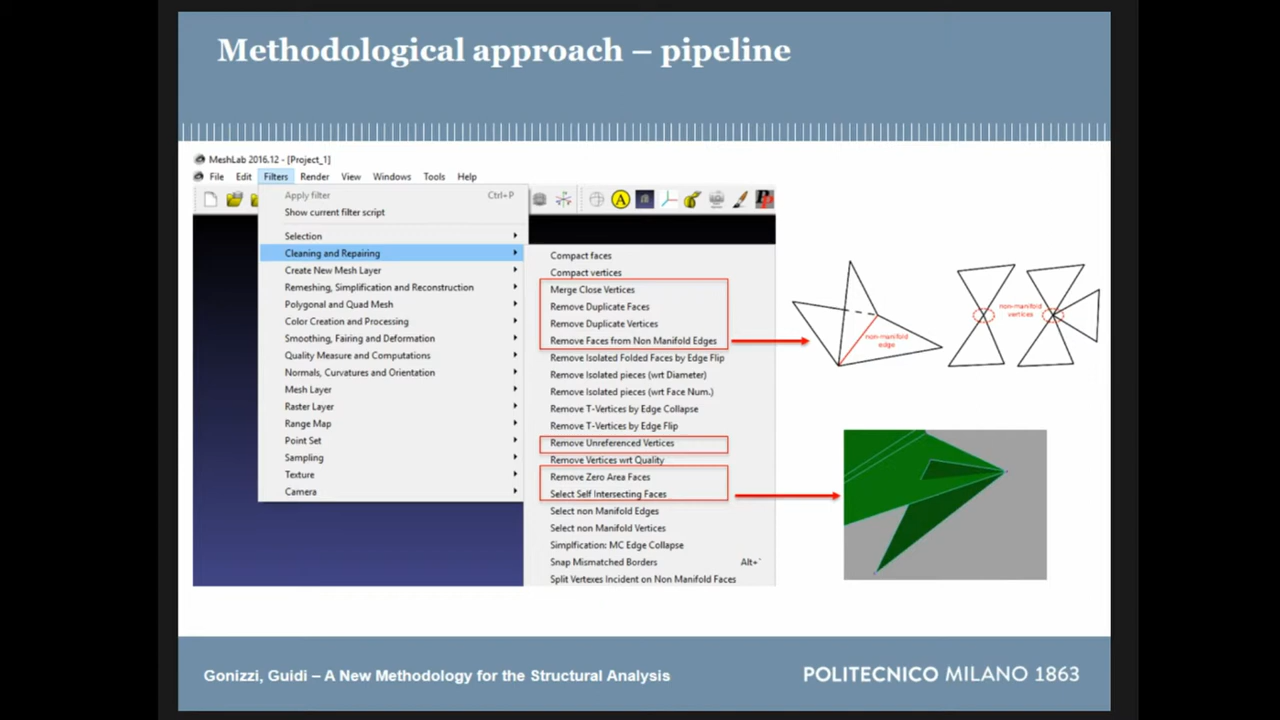 Methodological approach – pipeline
MeshLab 2016.12 - [Project_1]
File Edit Filters Render View Windows Tools Help
Apply filter Ctrl+P
Show current filter script
Selection
Cleaning and Repairing
Create New Mesh Layer
Remeshing, Simplification and Reconstruction
Polygonal and Quad Mesh
Color Creation and Processing
Smoothing, Fairing and Deformation
Quality Measure and Computations
Normals, Curvatures and Orientation
Mesh Layer
Raster Layer
Range Map
Point Set
Sampling
Texture
Camera
A
Compact faces
Compact vertices
Merge Close Vertices
Remove Duplicate Faces
Remove Duplicate Vertices
Remove Faces from Non Manifold Edges
Remove Isolated Folded Faces by Edge Flip
Remove Isolated pieces (wrt Diameter)
Remove Isolated pieces (wrt Face Num.)
Remove T-Vertices by Edge Collapse
Remove T-Vertices by Edge Flip
Remove Unreferenced Vertices
Remove Vertices wrt Quality
Remove Zero Area Faces
Select Self Intersecting Faces
Select non Manifold Edges
Select non Manifold Vertices
Simplfication: MC Edge Collapse
Snap Mismatched Borders Alt+`
Split Vertexes Incident on Non Manifold Faces
non-manifold
edge
non-manifold
vertices
Gonizzi, Guidi – A New Methodology for the Structural Analysis
POLITECNICO MILANO 1863